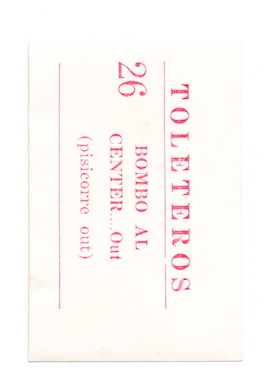 TOLETEROS
26
BOMBO AL
CENTER....Out
(pisicorre out)